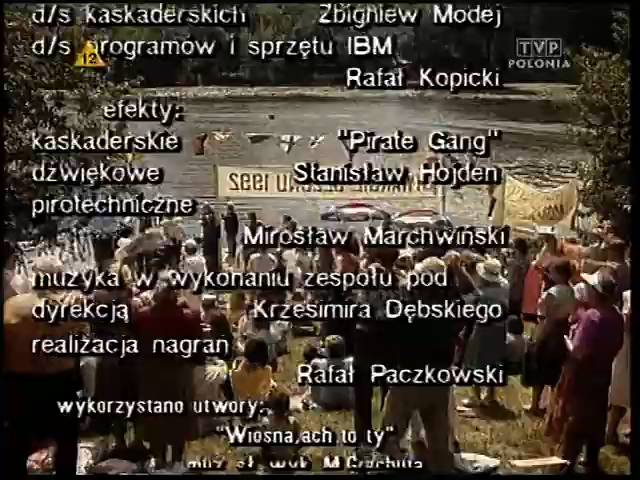 d/s kaskaderskich Zbigniew Modej
d/s programów i sprzętu IBM
12
TVP
POLONIA
Rafał Kopicki
efekty:
kaskaderskie "Pirate Gang"
dźwiękowe Stanisław Hojden
pirotechniczne
Mirosław Marchwiński
muzyka w wykonaniu zespołu pod
dyrekcją Krzesimira Dębskiego
realizacja nagrań
Rafał Paczkowski
wykorzystano utwory:
"Wiosna,ach to ty"